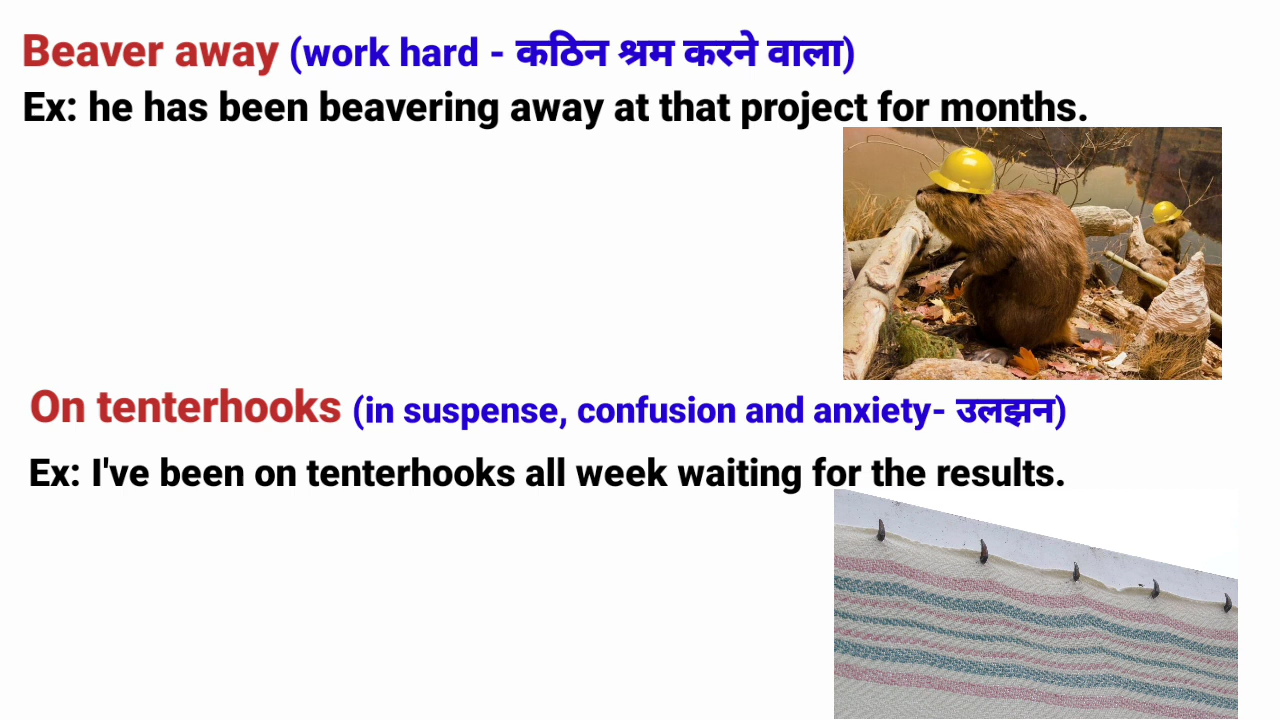 Beaver away (work hard - कठिन श्रम करने वाला)
Ex: he has been beavering away at that project for months.
On tenterhooks (in suspense, confusion and anxiety- उलझन)
Ex: I've been on tenterhooks all week waiting for the results.